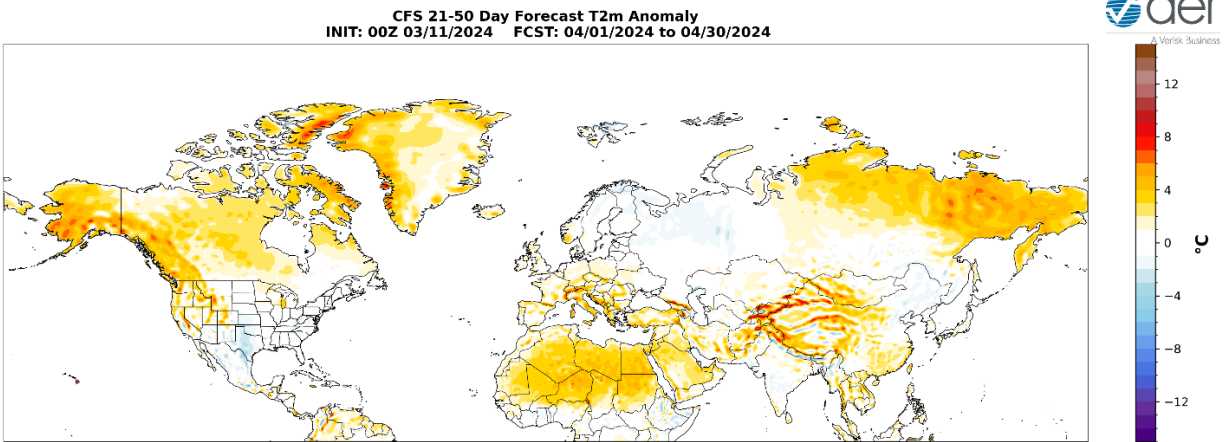 CFS 21-50 Day Forecast T2m Anomaly
INIT: 00Z 03/11/2024 FCST: 04/01/2024 to 04/30/2024
aer
A Verisk Business
12
8
4
0
−4
−8
−12
°C